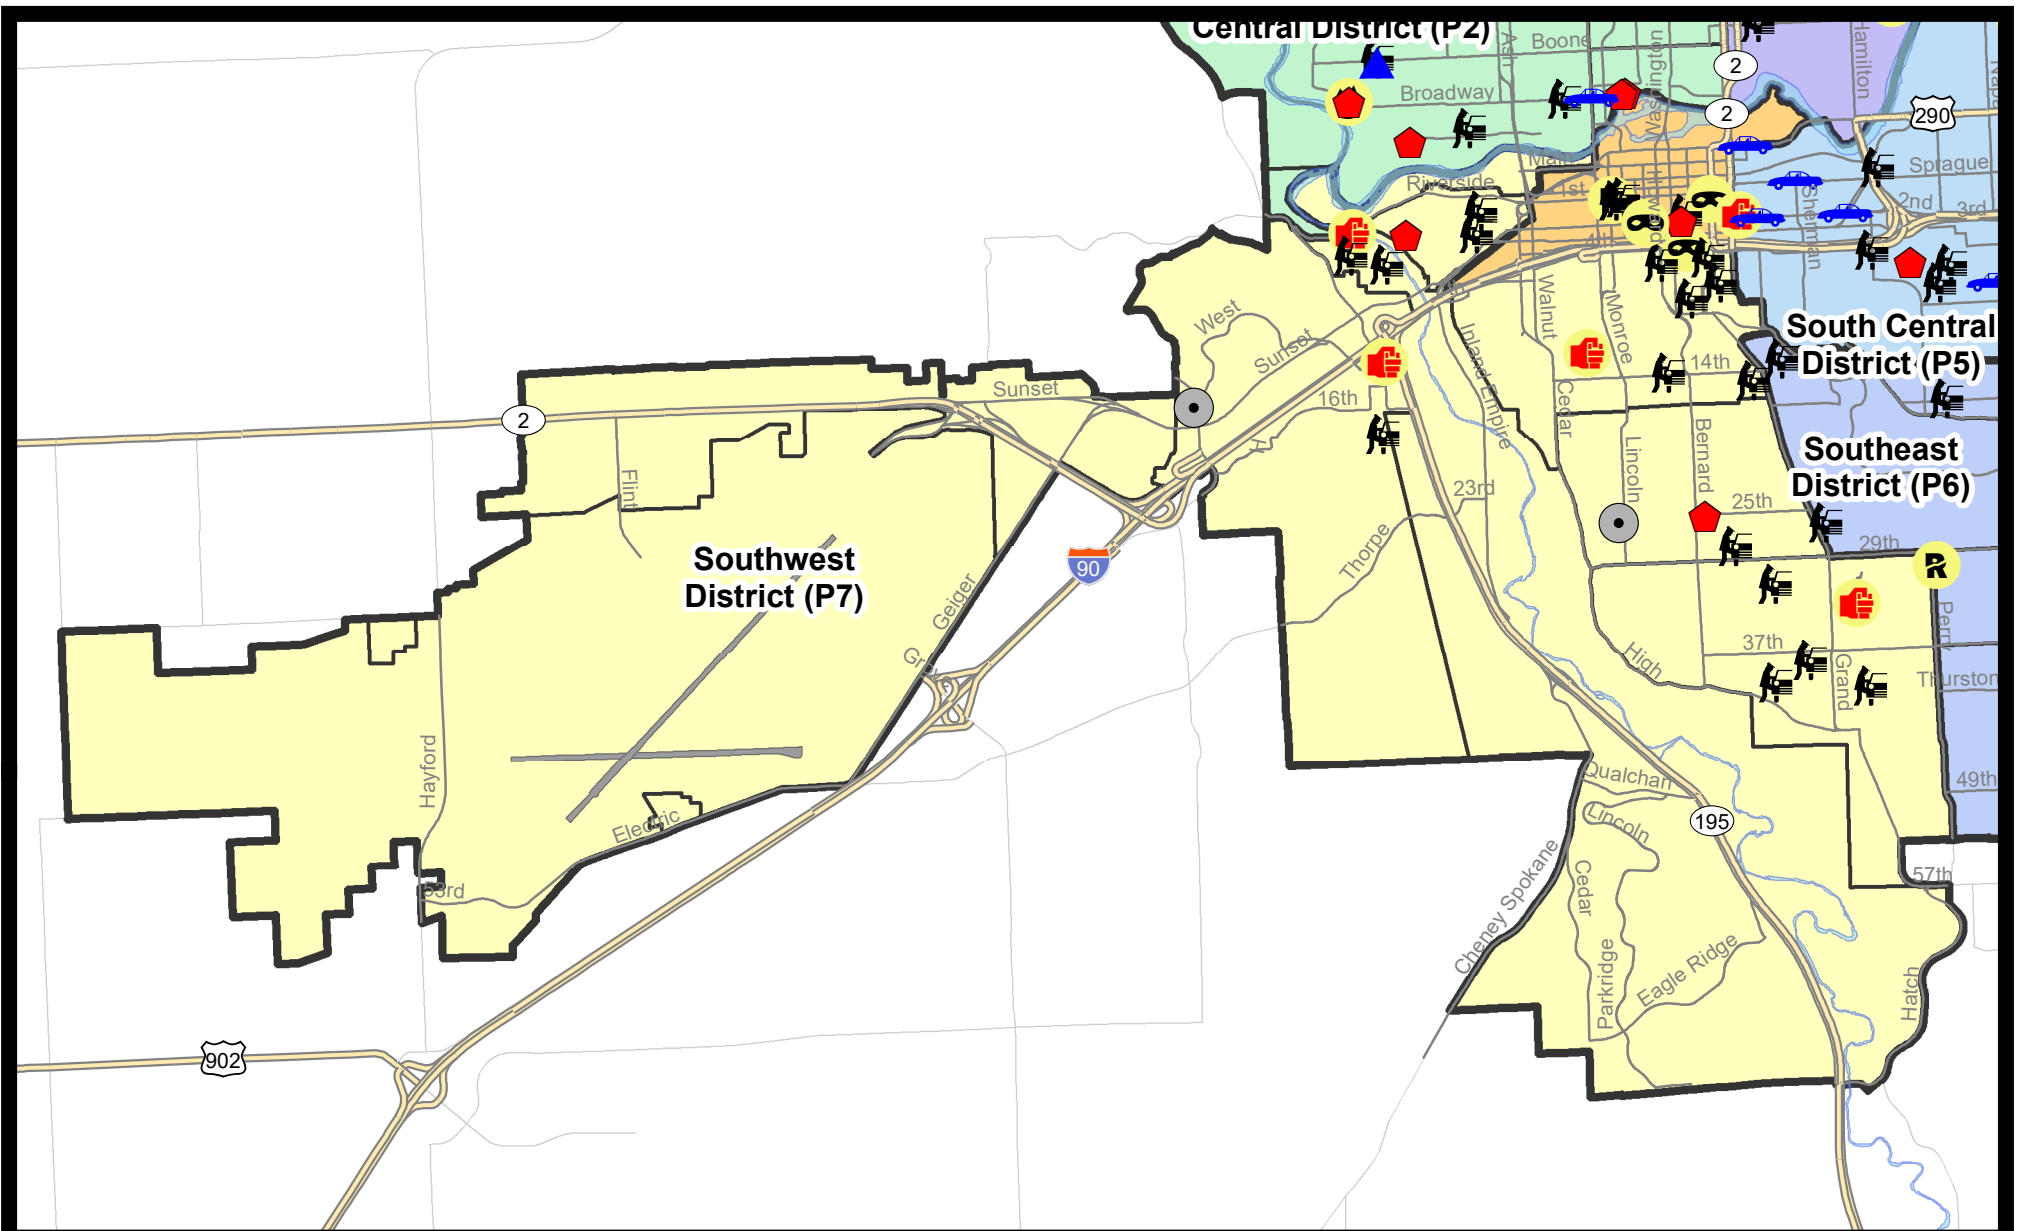 Central District (P2)
Boone
Ash
Washington
Hamilton
2
Broadway
2
290
Main
Sprague
Riverside
1st
2nd
3rd
Sherman
4th
West
Sunset
Walnut
Monroe
Inland Empire
South Central
District (P5)
14th
Sunset
16th
Cedar
2
H
Lincoln
Bernard
Southeast
District (P6)
Flint
23rd
25th
Thorpe
29th
Southwest
District (P7)
90
Geiger
Grove
Perry
High
37th
Grand
Thurston
Hayford
Qualchan
49th
Electric
Lincoln
195
Cheney Spokane
Cedar
57th
53rd
Eagle Ridge
Parkridge
Hatch
902